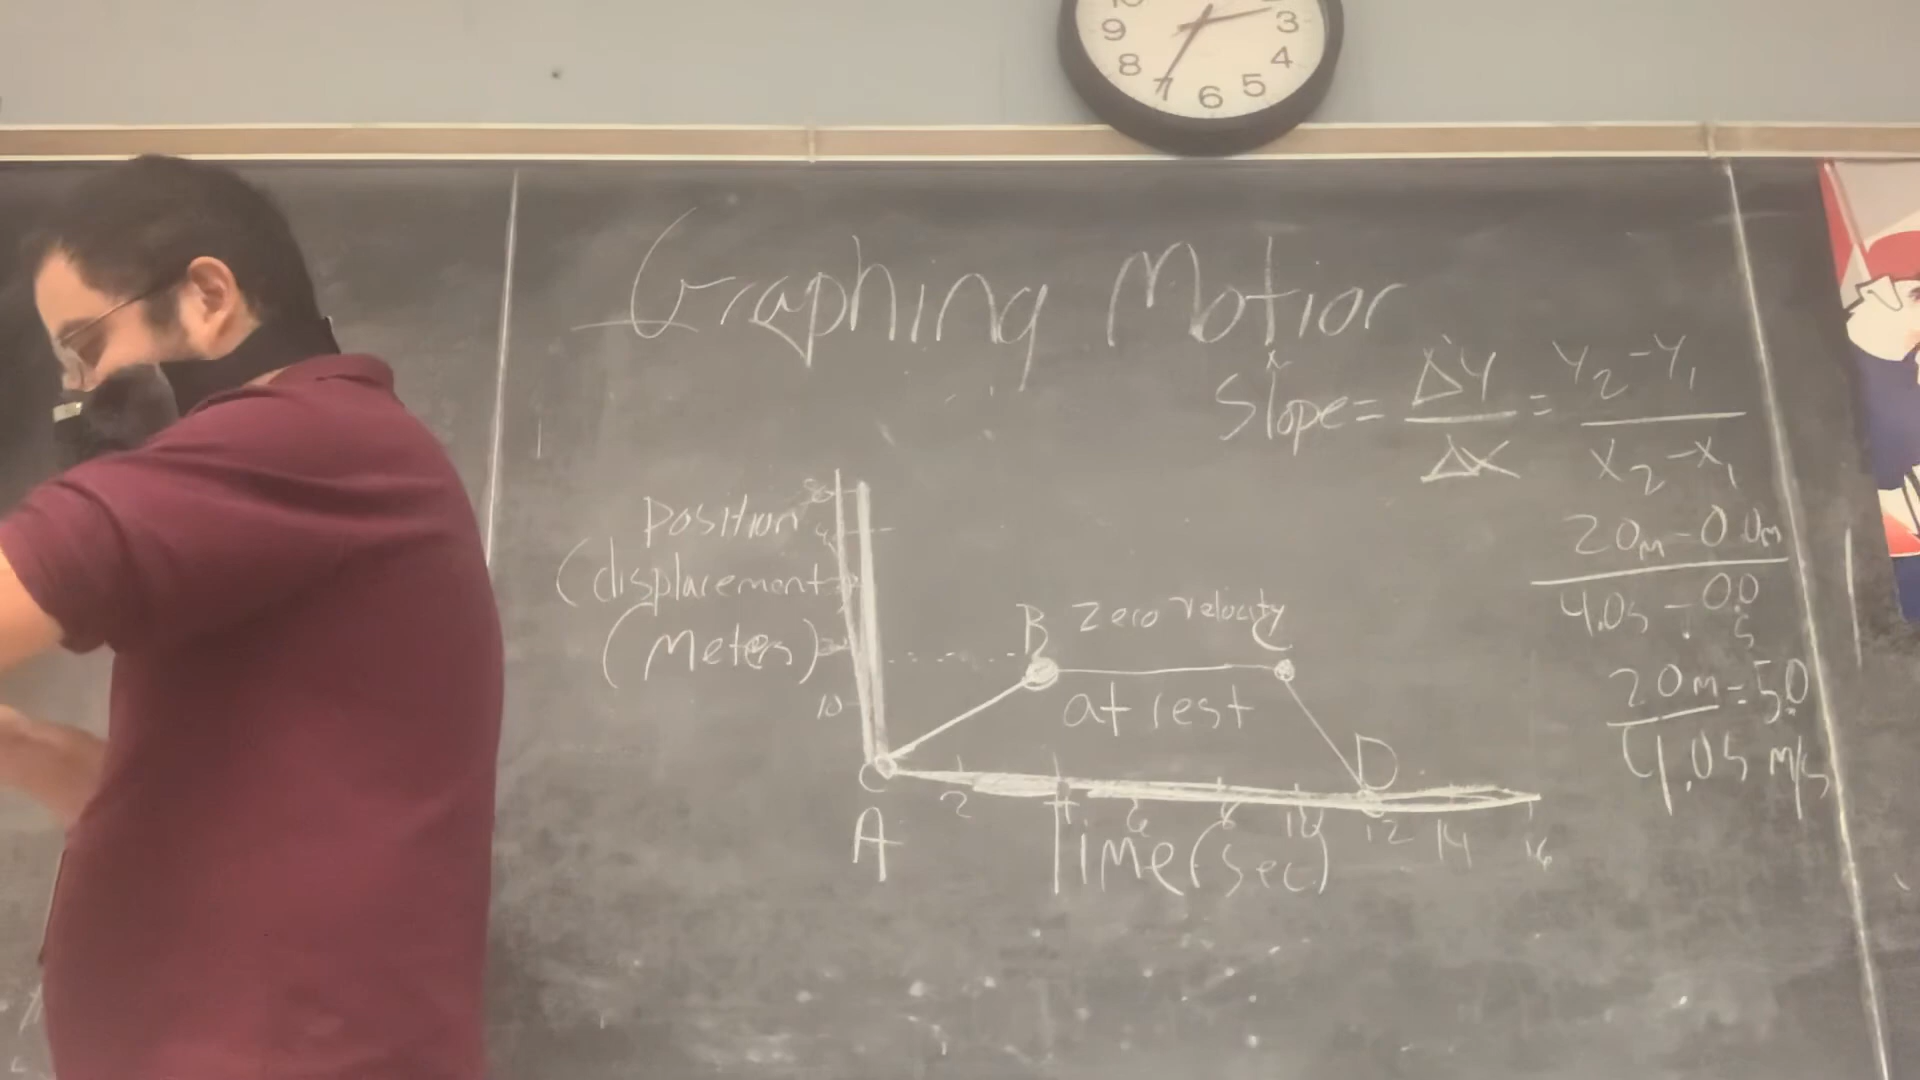 10
9
3
8
4
7
6
5
Graphing Motion
Slope = ΔY / ΔX = Y2 - Y1 / X2 - X1
Position
(displacement)
(Meters)
10
20m - 0.0m
4.0s - 0.0 s
20m = 5.0
4.0s m/s
B Zero velocity C
at rest
D
A
2 4 6 8 10 12 14 16
Time (sec)